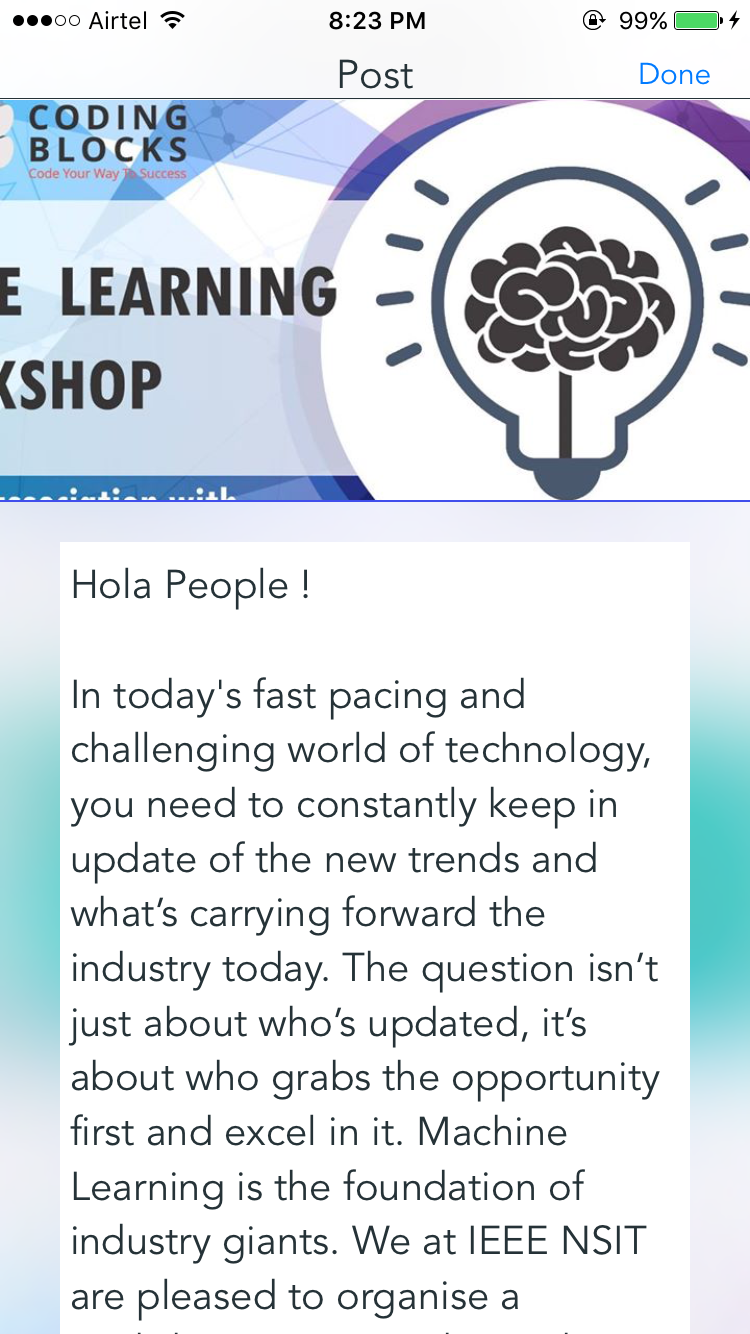 Airtel 8:23 PM 99%
Post Done
CODING
BLOCKS
Code Your Way To Success
E LEARNING
KSHOP
ssociation with
Hola People !
In today's fast pacing and
challenging world of technology,
you need to constantly keep in
update of the new trends and
what’s carrying forward the
industry today. The question isn’t
just about who’s updated, it’s
about who grabs the opportunity
first and excel in it. Machine
Learning is the foundation of
industry giants. We at IEEE NSIT
are pleased to organise a